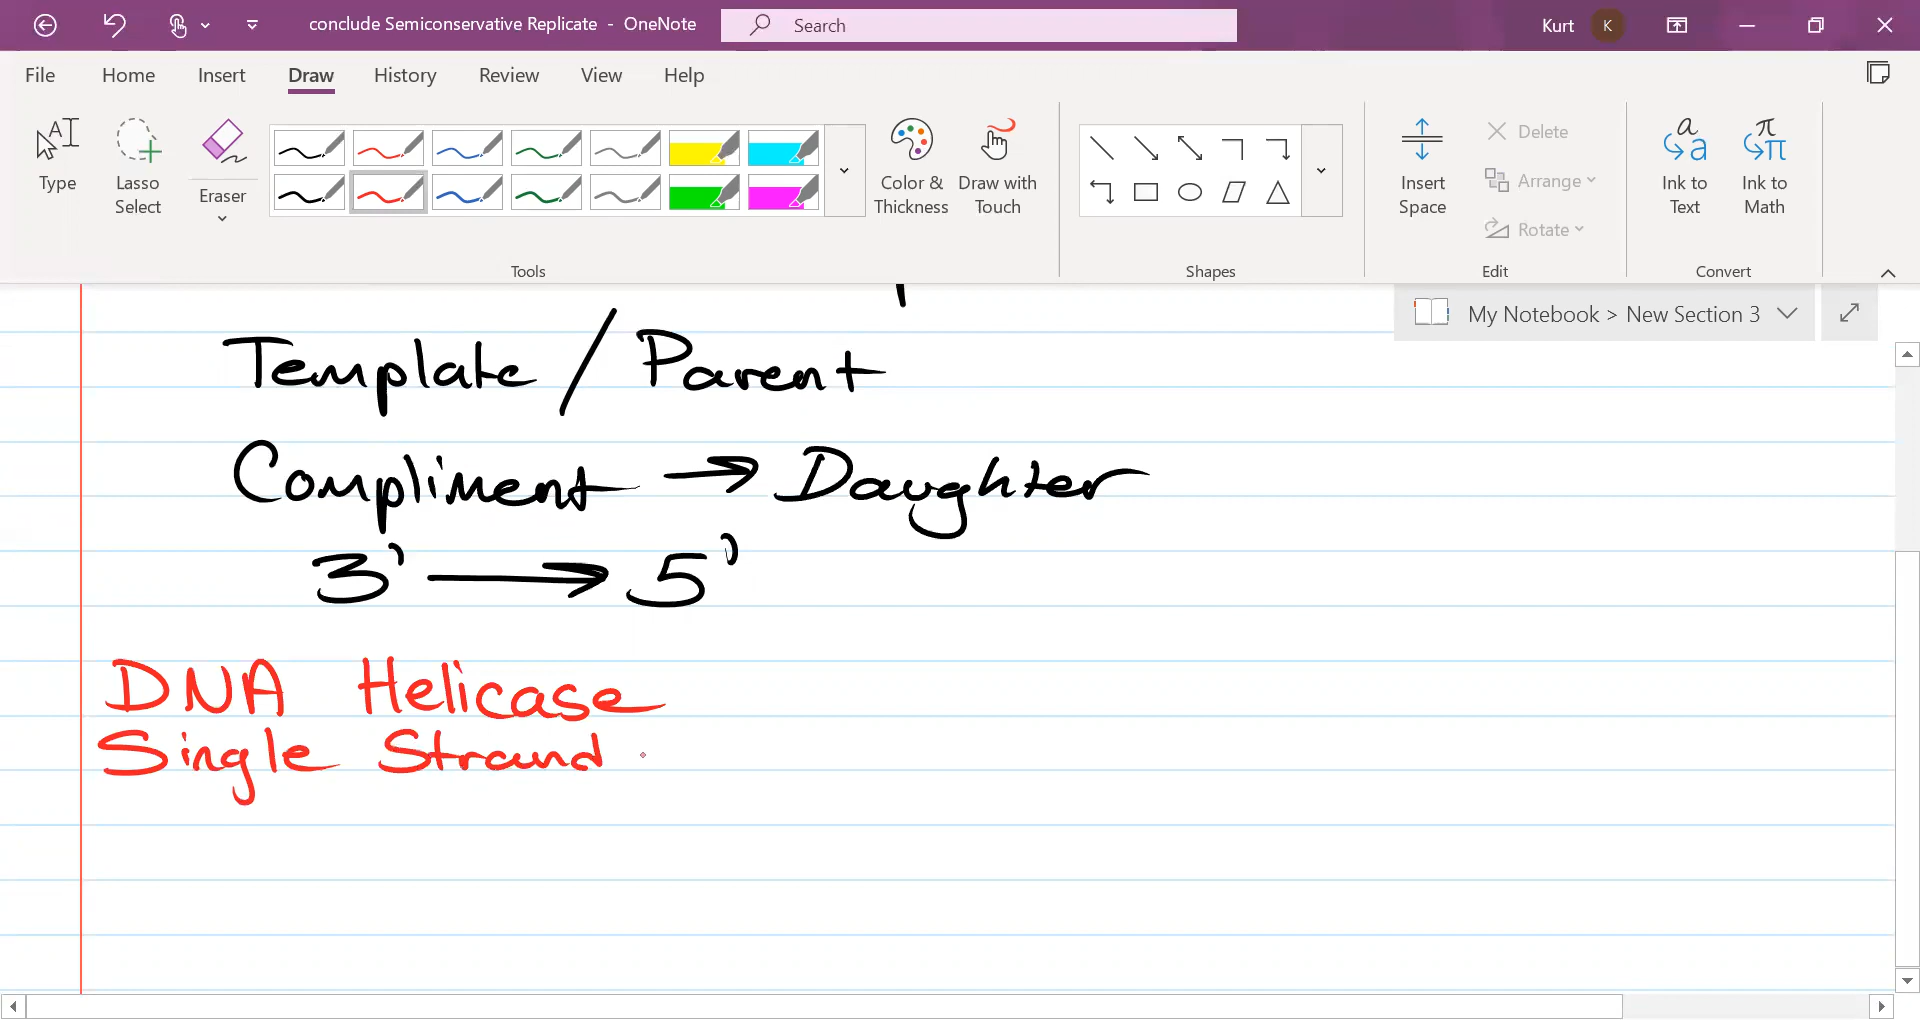 conclude Semiconservative Replicate - OneNote
Search
Kurt K
File Home Insert Draw History Review View Help
Type
Lasso Select
Eraser
Color & Thickness
Draw with Touch
Insert Space
Delete
Arrange
Rotate
Ink to Text
Ink to Math
Tools Shapes Edit Convert
My Notebook > New Section 3
Template / Parent
Compliment → Daughter
3' → 5'
DNA Helicase
Single Strand